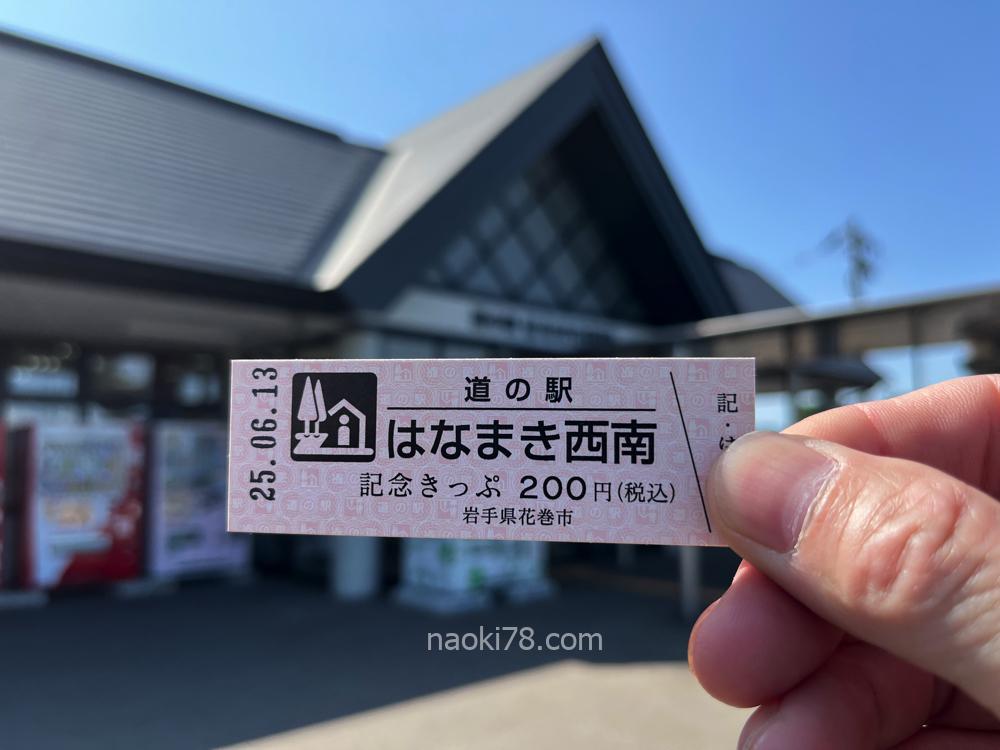 25.06.13
道の駅
はなまき西南
記念きっぷ 200円(税込)
岩手県花巻市
記・は
naoki78.com